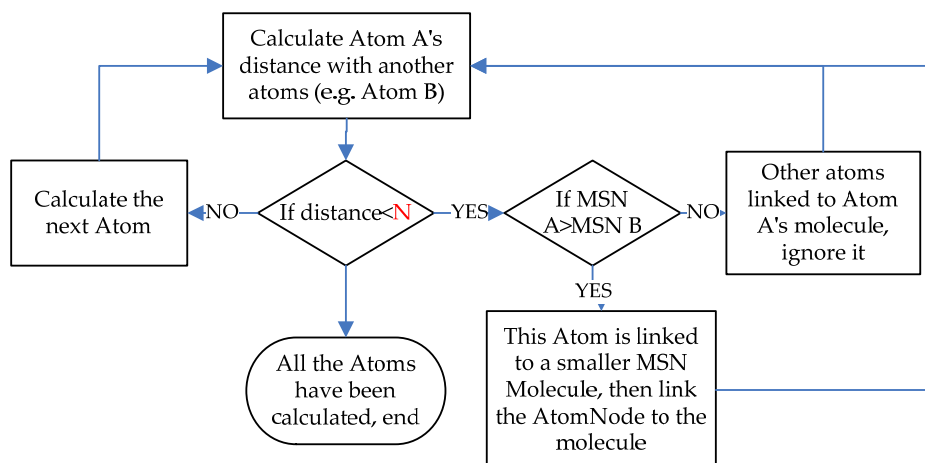 Calculate Atom A's
distance with another
atoms (e.g. Atom B)
Calculate the
next Atom
NO
If distance<N
YES
If MSN
A>MSN B
NO
Other atoms
linked to Atom
A's molecule,
ignore it
YES
All the Atoms
have been
calculated, end
This Atom is linked
to a smaller MSN
Molecule, then link
the AtomNode to the
molecule